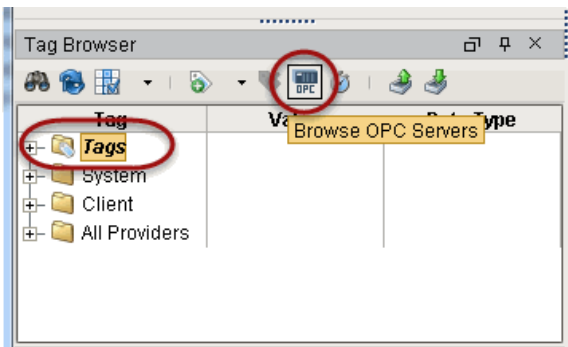 Tag Browser
OPC
Tag
Browse OPC Servers
Tags
System
Client
All Providers